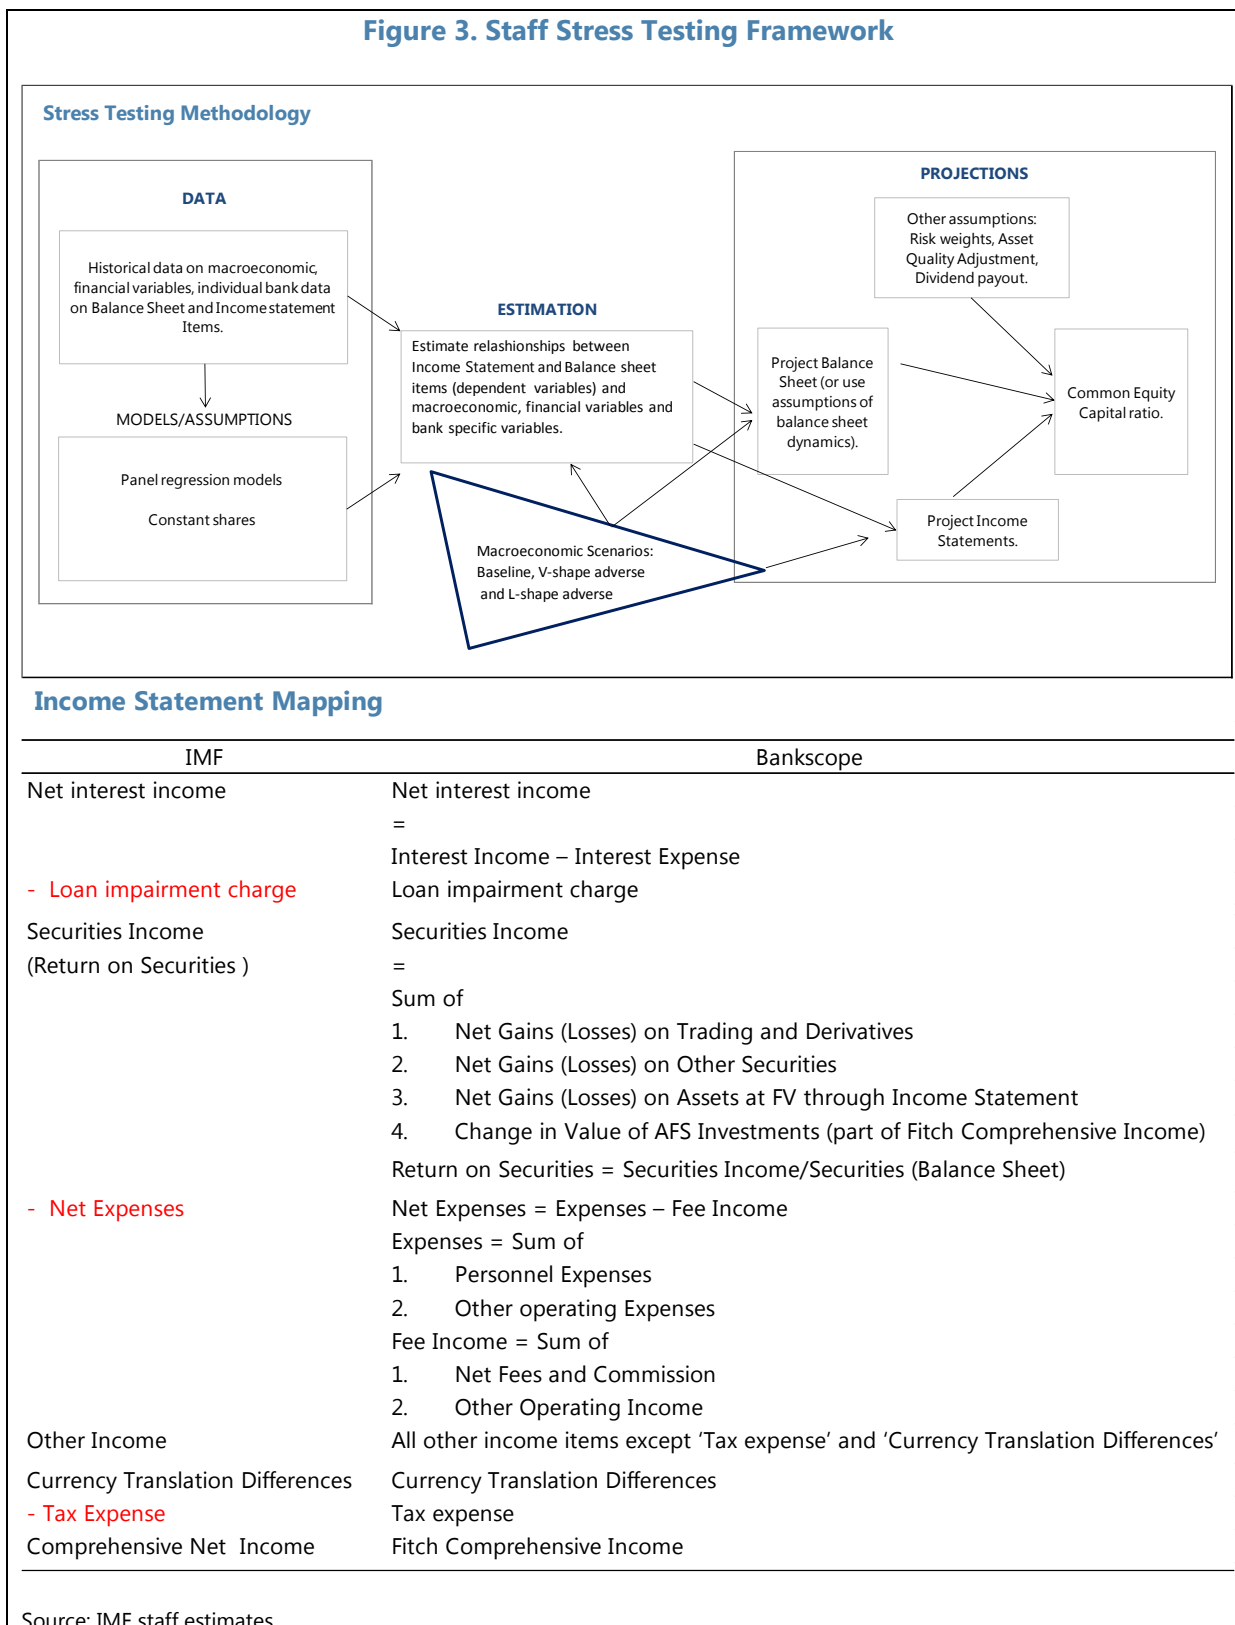 Figure 3. Staff Stress Testing Framework
Stress Testing Methodology
DATA
Historical data on macroeconomic,
financial variables, individual bank data
on Balance Sheet and Income statement
Items.
MODELS/ASSUMPTIONS
Panel regression models
Constant shares
ESTIMATION
Estimate relashionships between
Income Statement and Balance sheet
items (dependent variables) and
macroeconomic, financial variables and
bank specific variables.
Macroeconomic Scenarios:
Baseline, V-shape adverse
and L-shape adverse
PROJECTIONS
Other assumptions:
Risk weights, Asset
Quality Adjustment,
Dividend payout.
Project Balance
Sheet (or use
assumptions of
balance sheet
dynamics).
Common Equity
Capital ratio.
Project Income
Statements.
Income Statement Mapping
IMF Bankscope
Net interest income Net interest income
=
Interest Income – Interest Expense
- Loan impairment charge Loan impairment charge
Securities Income Securities Income
(Return on Securities ) =
Sum of
1. Net Gains (Losses) on Trading and Derivatives
2. Net Gains (Losses) on Other Securities
3. Net Gains (Losses) on Assets at FV through Income Statement
4. Change in Value of AFS Investments (part of Fitch Comprehensive Income)
Return on Securities = Securities Income/Securities (Balance Sheet)
- Net Expenses Net Expenses = Expenses – Fee Income
Expenses = Sum of
1. Personnel Expenses
2. Other operating Expenses
Fee Income = Sum of
1. Net Fees and Commission
2. Other Operating Income
Other Income All other income items except ‘Tax expense’ and ‘Currency Translation Differences’
Currency Translation Differences Currency Translation Differences
- Tax Expense Tax expense
Comprehensive Net Income Fitch Comprehensive Income
Source: IMF staff estimates